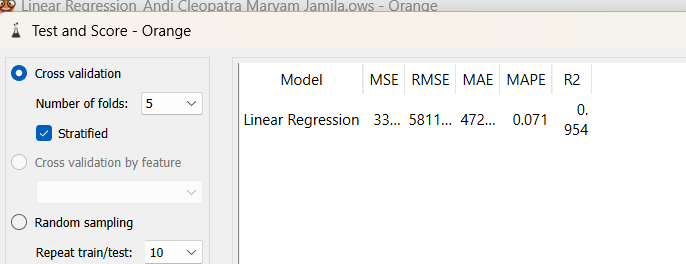 Linear Regression_Andi Cleopatra Maryam Jamila.ows - Orange
Test and Score - Orange
Cross validation
Number of folds: 5
Stratified
Cross validation by feature
Random sampling
Repeat train/test: 10
Model MSE RMSE MAE MAPE R2
Linear Regression 33... 5811... 472... 0.071 0.
954